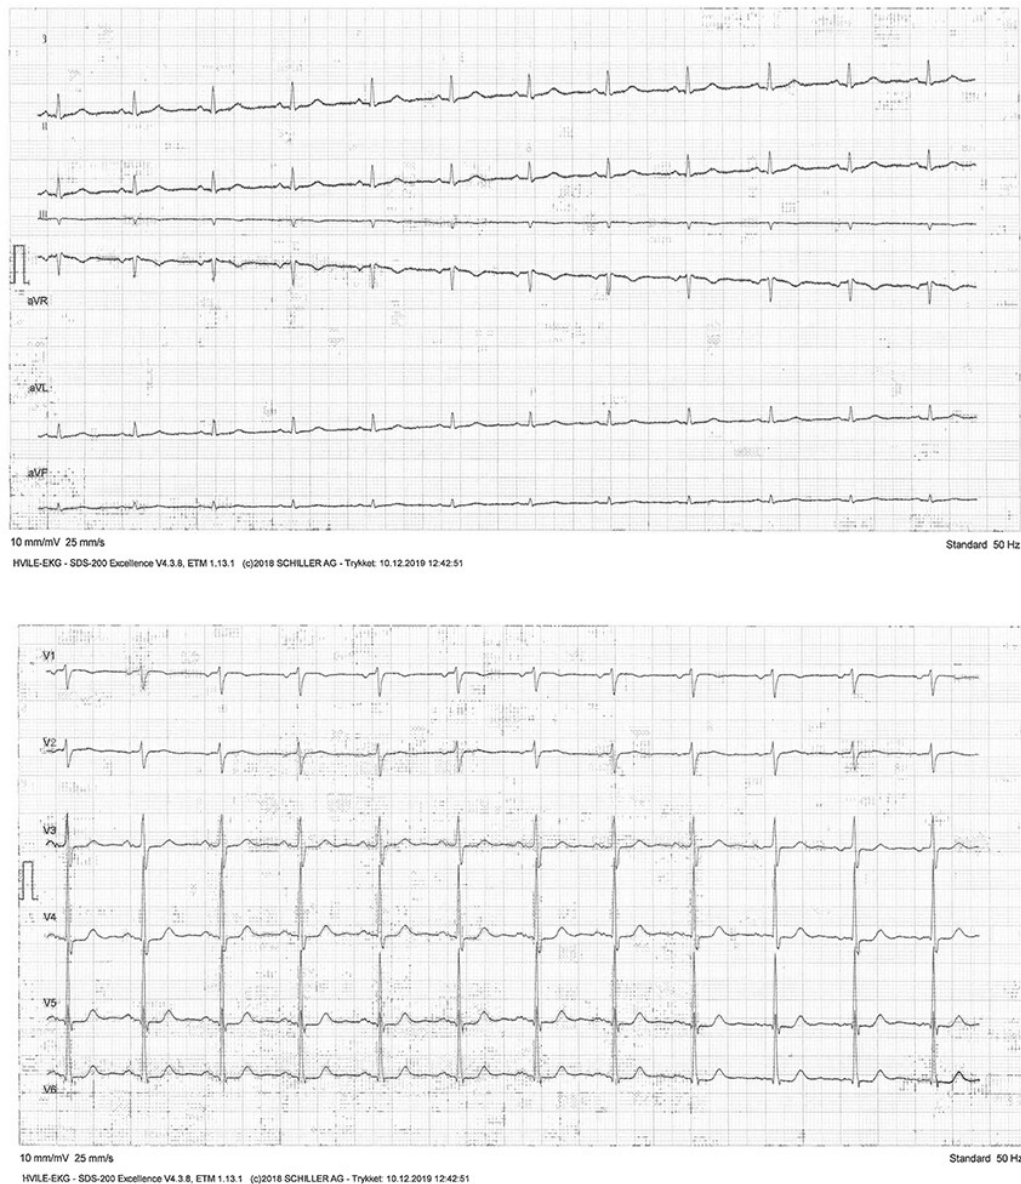 I
II
III
aVR
aVL
aVF
10 mm/mV 25 mm/s
Standard 50 Hz
HVILE-EKG - SDS-200 Excellence V4.3.8, ETM 1.13.1 (c)2018 SCHILLER AG - Trykket: 10.12.2019 12:42:51
V1
V2
V3
V4
V5
V6
10 mm/mV 25 mm/s
Standard 50 Hz
HVILE-EKG - SDS-200 Excellence V4.3.8, ETM 1.13.1 (c)2018 SCHILLER AG - Trykket: 10.12.2019 12:42:51